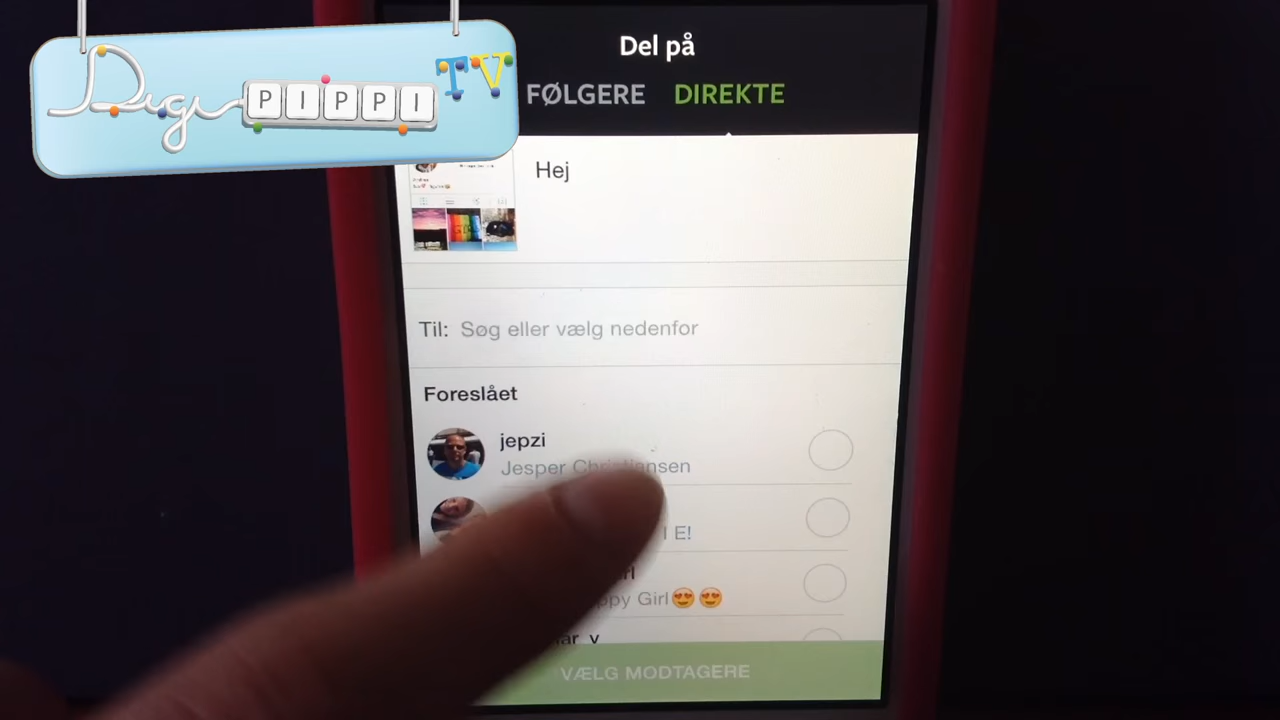 Digi PIPPI TV
Del på
FØLGERE DIREKTE
Hej
Til: Søg eller vælg nedenfor
Foreslået
jepzi
Jesper Christiansen
E!
Girl😍😍
VÆLG MODTAGERE